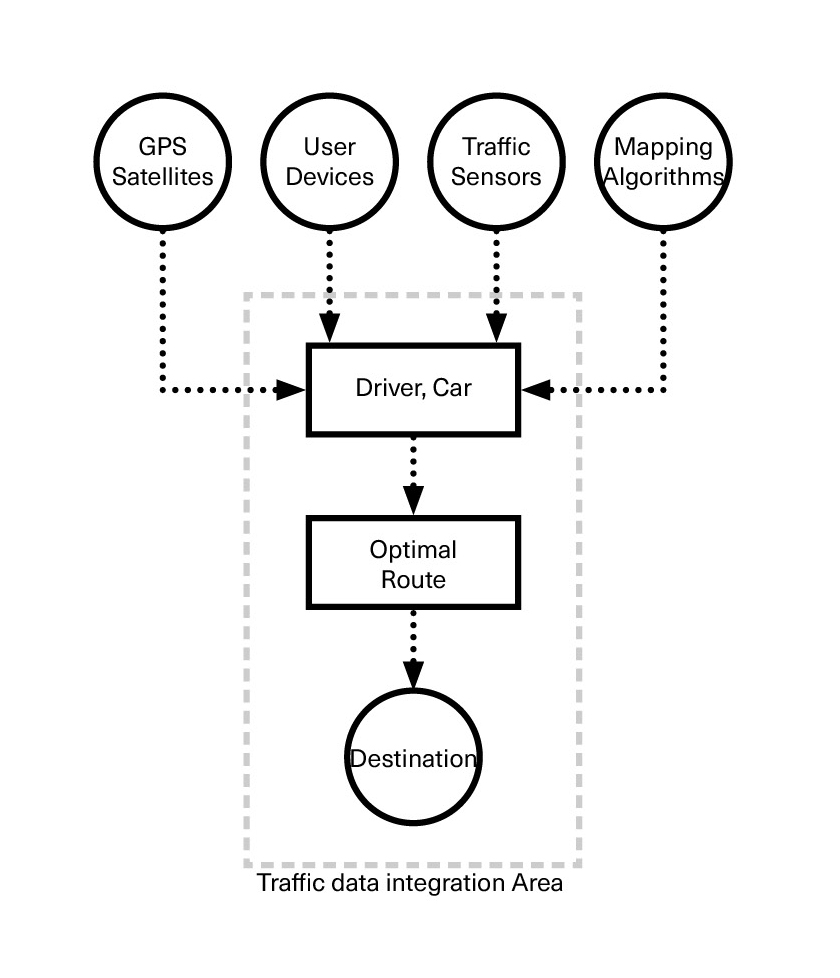 GPS
Satellites
User
Devices
Traffic
Sensors
Mapping
Algorithms
Driver, Car
Optimal
Route
Destination
Traffic data integration Area